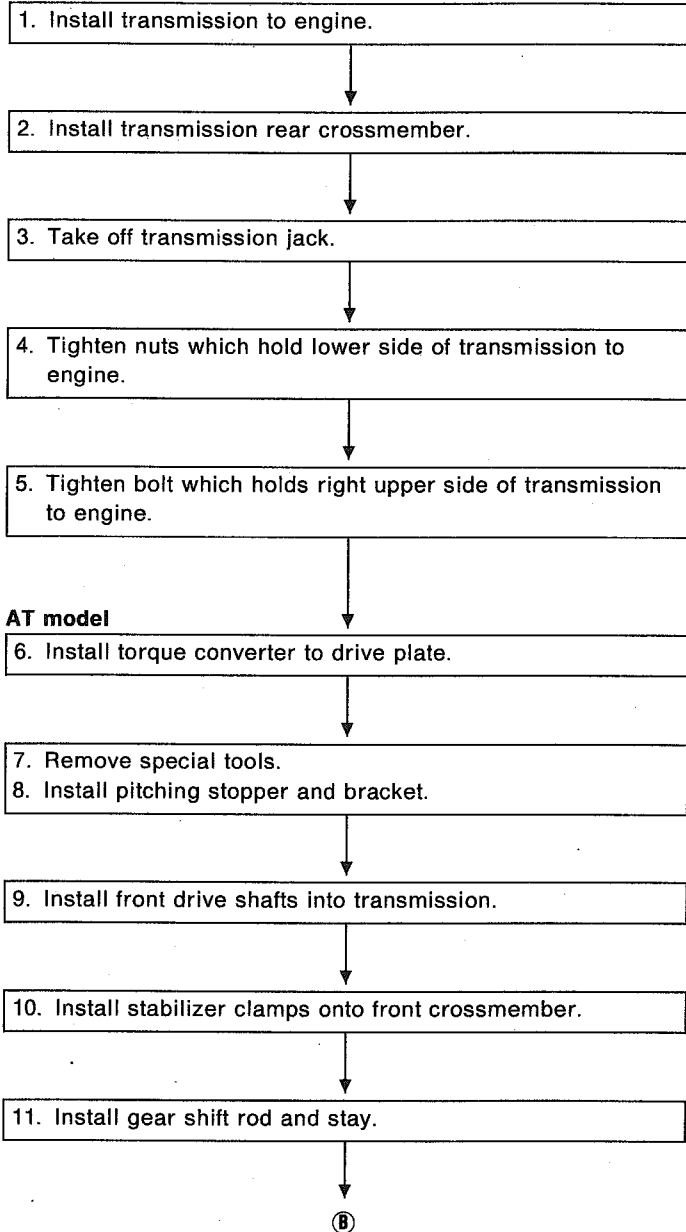 1. Install transmission to engine.
2. Install transmission rear crossmember.
3. Take off transmission jack.
4. Tighten nuts which hold lower side of transmission to
engine.
5. Tighten bolt which holds right upper side of transmission
to engine.
AT model
6. Install torque converter to drive plate.
7. Remove special tools.
8. Install pitching stopper and bracket.
9. Install front drive shafts into transmission.
10. Install stabilizer clamps onto front crossmember.
11. Install gear shift rod and stay.
Ⓑ